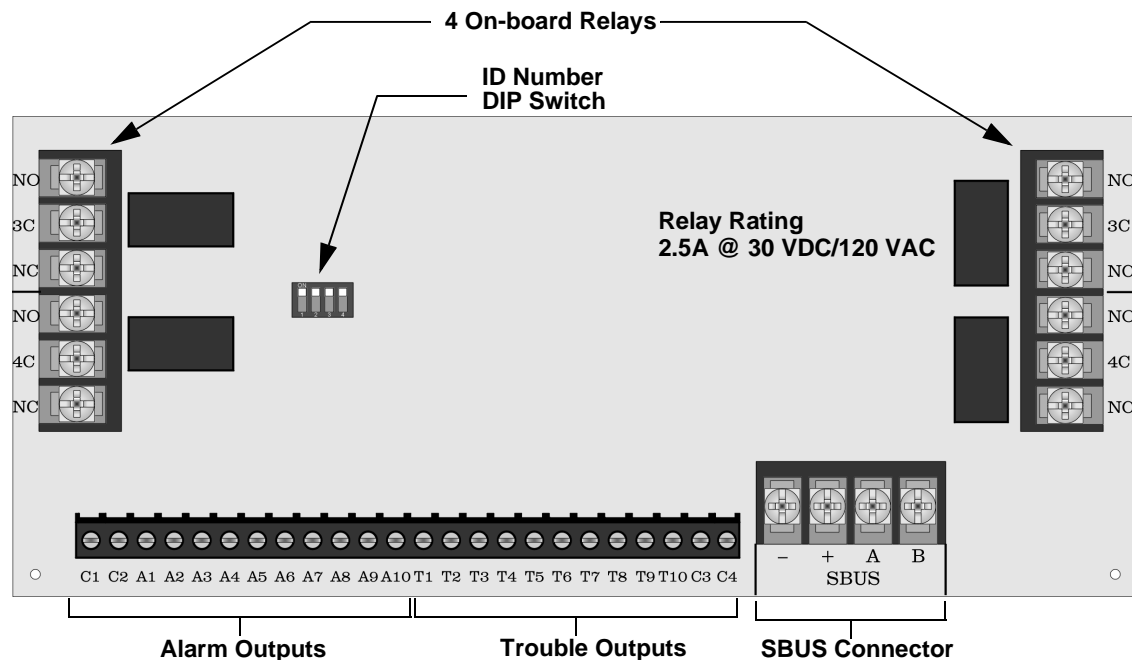 4 On-board Relays
ID Number
DIP Switch
NO
3C
NC
NO
4C
NC
ON
1 2 3 4
Relay Rating
2.5A @ 30 VDC/120 VAC
NO
3C
NC
NO
4C
NC
C1 C2 A1 A2 A3 A4 A5 A6 A7 A8 A9 A10 T1 T2 T3 T4 T5 T6 T7 T8 T9 T10 C3 C4
– + A B
SBUS
Alarm Outputs
Trouble Outputs
SBUS Connector